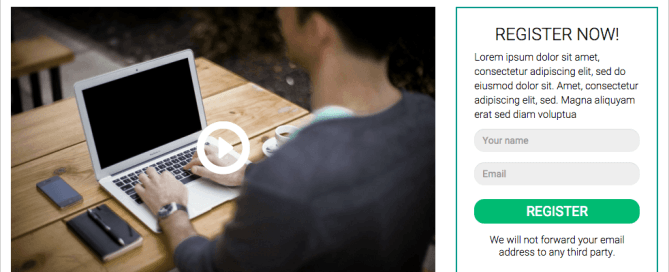 REGISTER NOW!
Lorem ipsum dolor sit amet,
consectetur adipiscing elit, sed do
eiusmod dolor sit. Amet, consectetur
adipiscing elit, sed. Magna aliquyam
erat sed diam voluptua
Your name
Email
REGISTER
We will not forward your email
address to any third party.